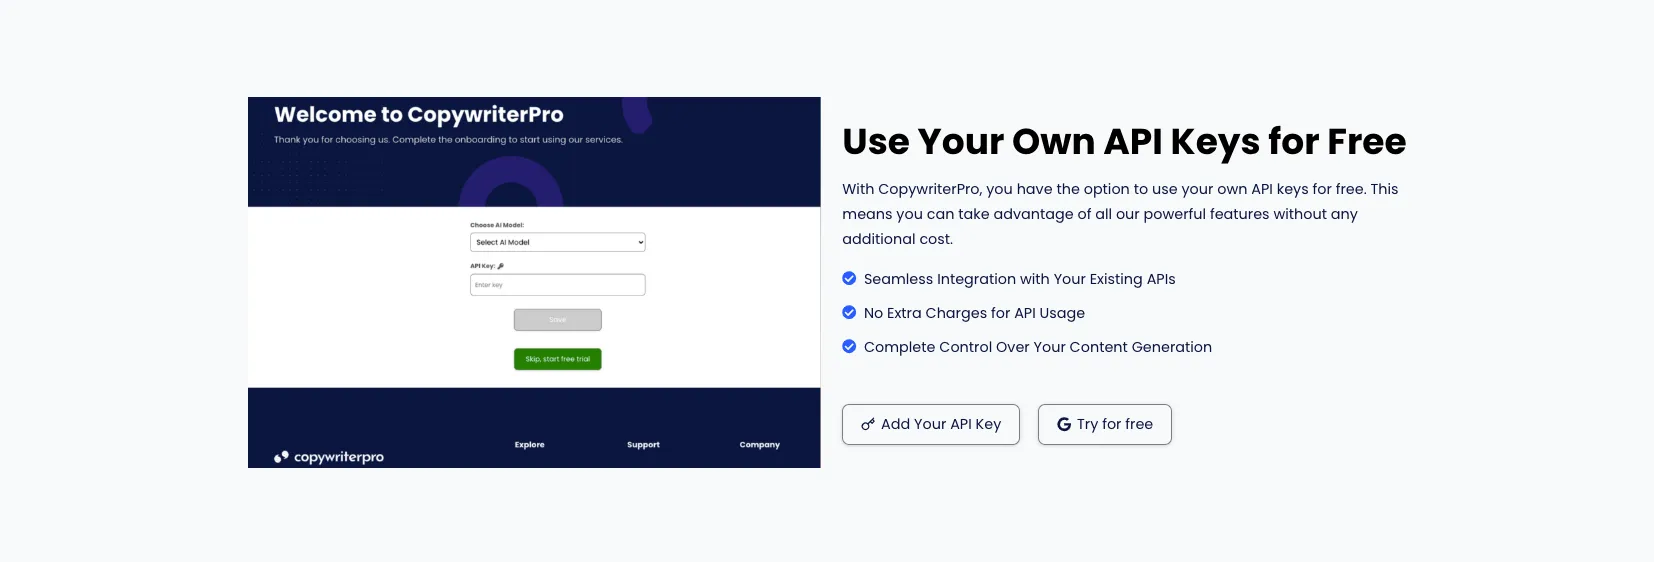 Welcome to CopywriterPro
Thank you for choosing us. Complete the onboarding to start using our services.
Choose AI Model:
Select AI Model
API Key:
Enter key
Save
Skip, start free trial
copywriterpro
Explore
Support
Company
Use Your Own API Keys for Free
With CopywriterPro, you have the option to use your own API keys for free. This
means you can take advantage of all our powerful features without any
additional cost.
Seamless Integration with Your Existing APIs
No Extra Charges for API Usage
Complete Control Over Your Content Generation
Add Your API Key
Try for free